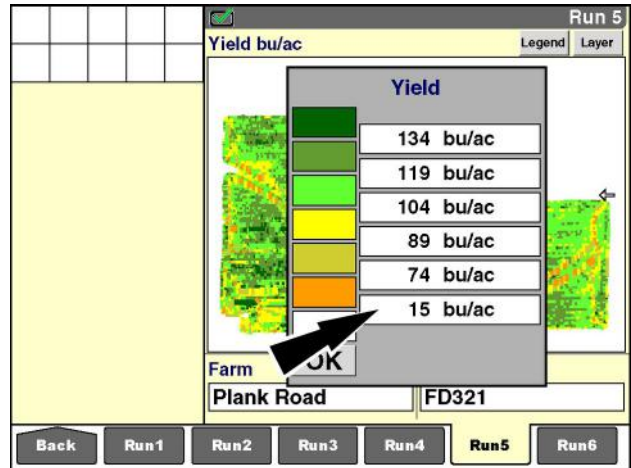 Run 5
Yield bu/ac
Legend Layer
Yield
134 bu/ac
119 bu/ac
104 bu/ac
89 bu/ac
74 bu/ac
15 bu/ac
OK
Farm
Plank Road
FD321
Back Run1 Run2 Run3 Run4 Run5 Run6